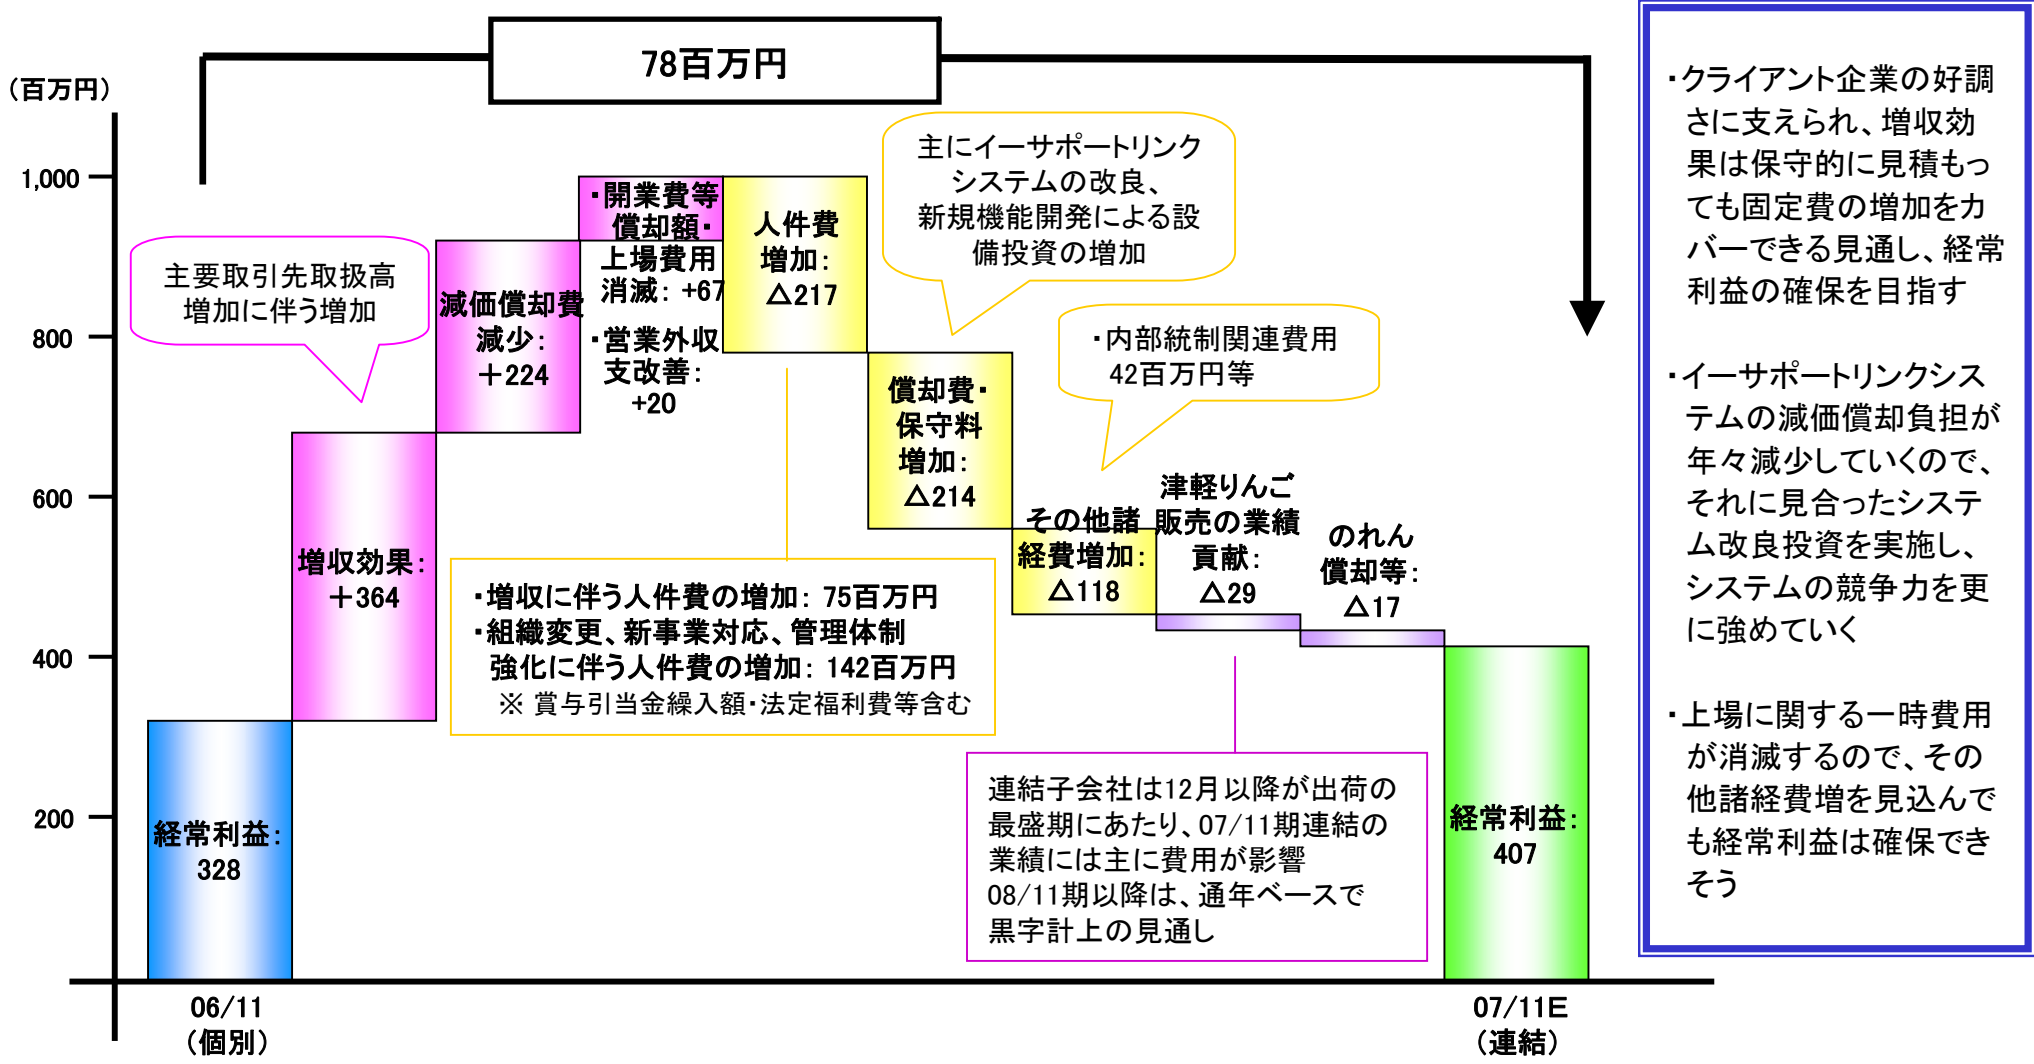 78百万円
（百万円）
1,000
800
600
400
200
主要取引先取扱高
増加に伴う増加
経常利益：
328
増収効果：
＋364
減価償却費
減少：
＋224
・開業費等
償却額・
上場費用
消滅：+67
・営業外収
支改善：
+20
人件費
増加：
△217
主にイーサポートリンク
システムの改良、
新規機能開発による設
備投資の増加
償却費・
保守料
増加：
△214
・内部統制関連費用
42百万円等
その他諸
経費増加：
△118
津軽りんご
販売の業績
貢献：
△29
のれん
償却等：
△17
・増収に伴う人件費の増加：75百万円
・組織変更、新事業対応、管理体制
強化に伴う人件費の増加：142百万円
※ 賞与引当金繰入額・法定福利費等含む
連結子会社は12月以降が出荷の
最盛期にあたり、07/11期連結の
業績には主に費用が影響
08/11期以降は、通年ベースで
黒字計上の見通し
経常利益：
407
06/11
（個別）
07/11E
（連結）
・クライアント企業の好調
さに支えられ、増収効
果は保守的に見積もっ
ても固定費の増加をカ
バーできる見通し、経常
利益の確保を目指す
・イーサポートリンクシス
テムの減価償却負担が
年々減少していくので、
それに見合ったシステ
ム改良投資を実施し、
システムの競争力を更
に強めていく
・上場に関する一時費用
が消滅するので、その
他諸経費増を見込んで
も経常利益は確保でき
そう